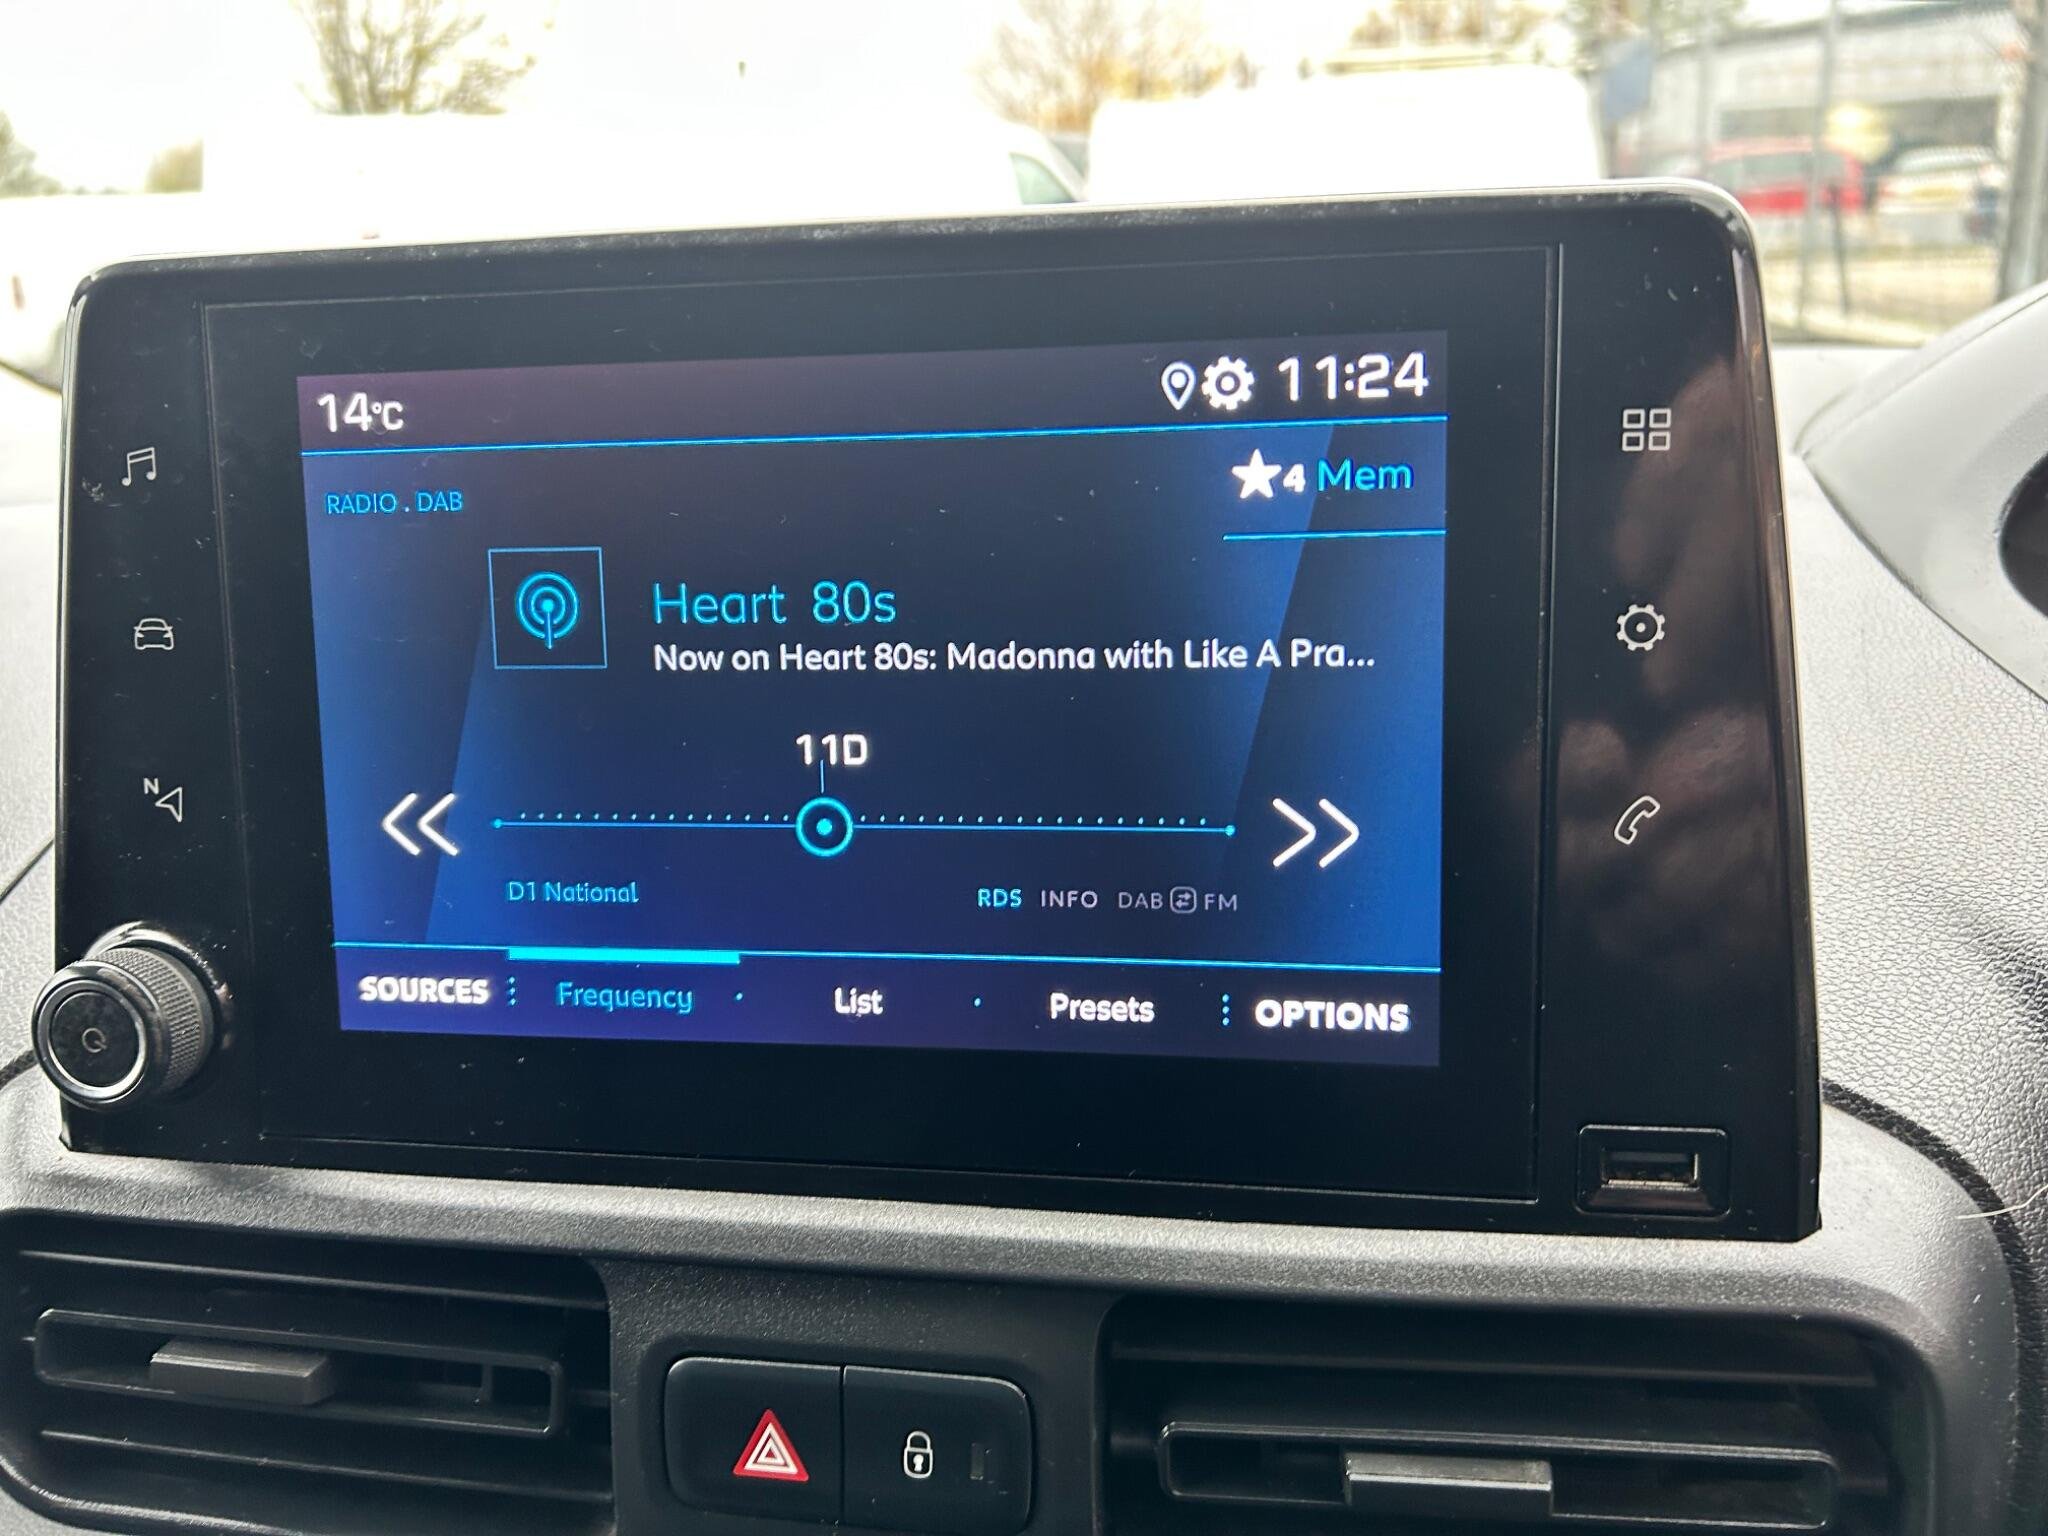 14°C 11:24
RADIO . DAB
4 Mem
Heart 80s
Now on Heart 80s: Madonna with Like A Pra...
11D
D1 National
RDS INFO DAB FM
SOURCES Frequency List Presets OPTIONS
N